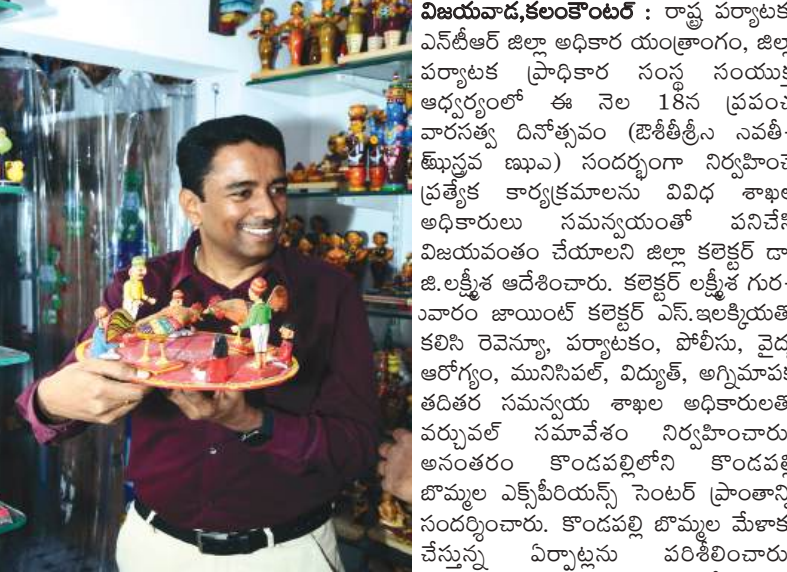 విజయవాడ,కలంకౌంటర్ : రాష్ట్ర పర్యాటక
ఎన్‌టీఆర్ జిల్లా అధికార యంత్రాంగం, జిల్లా
పర్యాటక ప్రాధికార సంస్థ సంయుక్త
ఆధ్వర్యంలో ఈ నెల 18న ప్రపంచ
వారసత్వ దినోత్సవం
సందర్భంగా నిర్వహించే
ప్రత్యేక కార్యక్రమాలను వివిధ శాఖల
అధికారులు సమన్వయంతో పనిచేసి
విజయవంతం చేయాలని జిల్లా కలెక్టర్ డా
జి.లక్ష్మీశ ఆదేశించారు. కలెక్టర్ లక్ష్మీశ గుర-
ువారం జాయింట్ కలెక్టర్ ఎస్.ఇలక్కియతో
కలిసి రెవెన్యూ, పర్యాటకం, పోలీసు, వైద్య
ఆరోగ్యం, మునిసిపల్, విద్యుత్, అగ్నిమాపక
తదితర సమన్వయ శాఖల అధికారులతో
వర్చువల్ సమావేశం నిర్వహించారు
అనంతరం కొండపల్లిలోని కొండపల్లి
బొమ్మల ఎక్స్‌పీరియన్స్ సెంటర్ ప్రాంతాన్ని
సందర్శించారు. కొండపల్లి బొమ్మల మేళాకు
చేస్తున్న ఏర్పాట్లను పరిశీలించారు